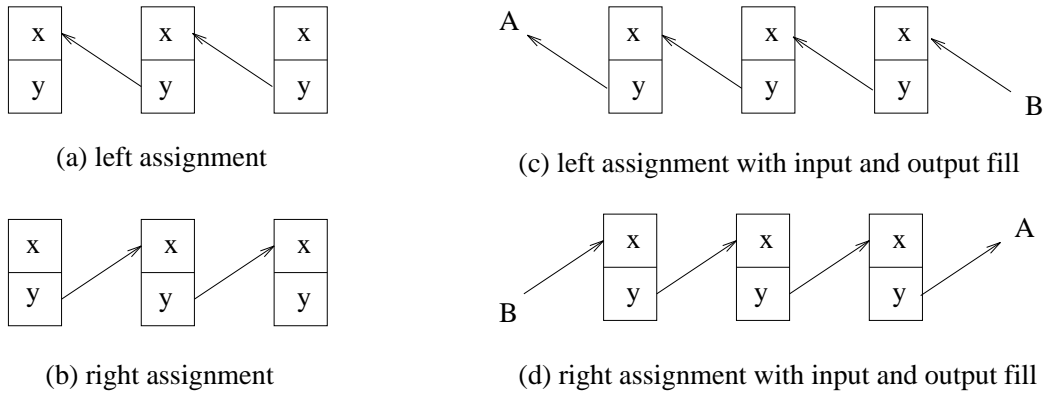 x x x
y y y
(a) left assignment
A x x x
y y y B
(c) left assignment with input and output fill
x x x
y y y
(b) right assignment
x x x A
B y y y
(d) right assignment with input and output fill